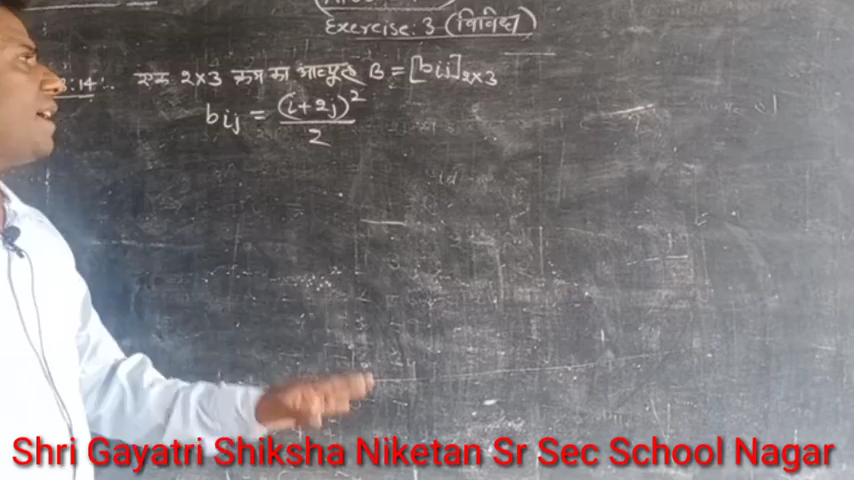 Exercise: 3 (विविध)
:14:. एक 2×3 क्रम का आव्यूह B = [bij]2×3
bij = (i+2j)²
2
Shri Gayatri Shiksha Niketan Sr Sec School Nagar